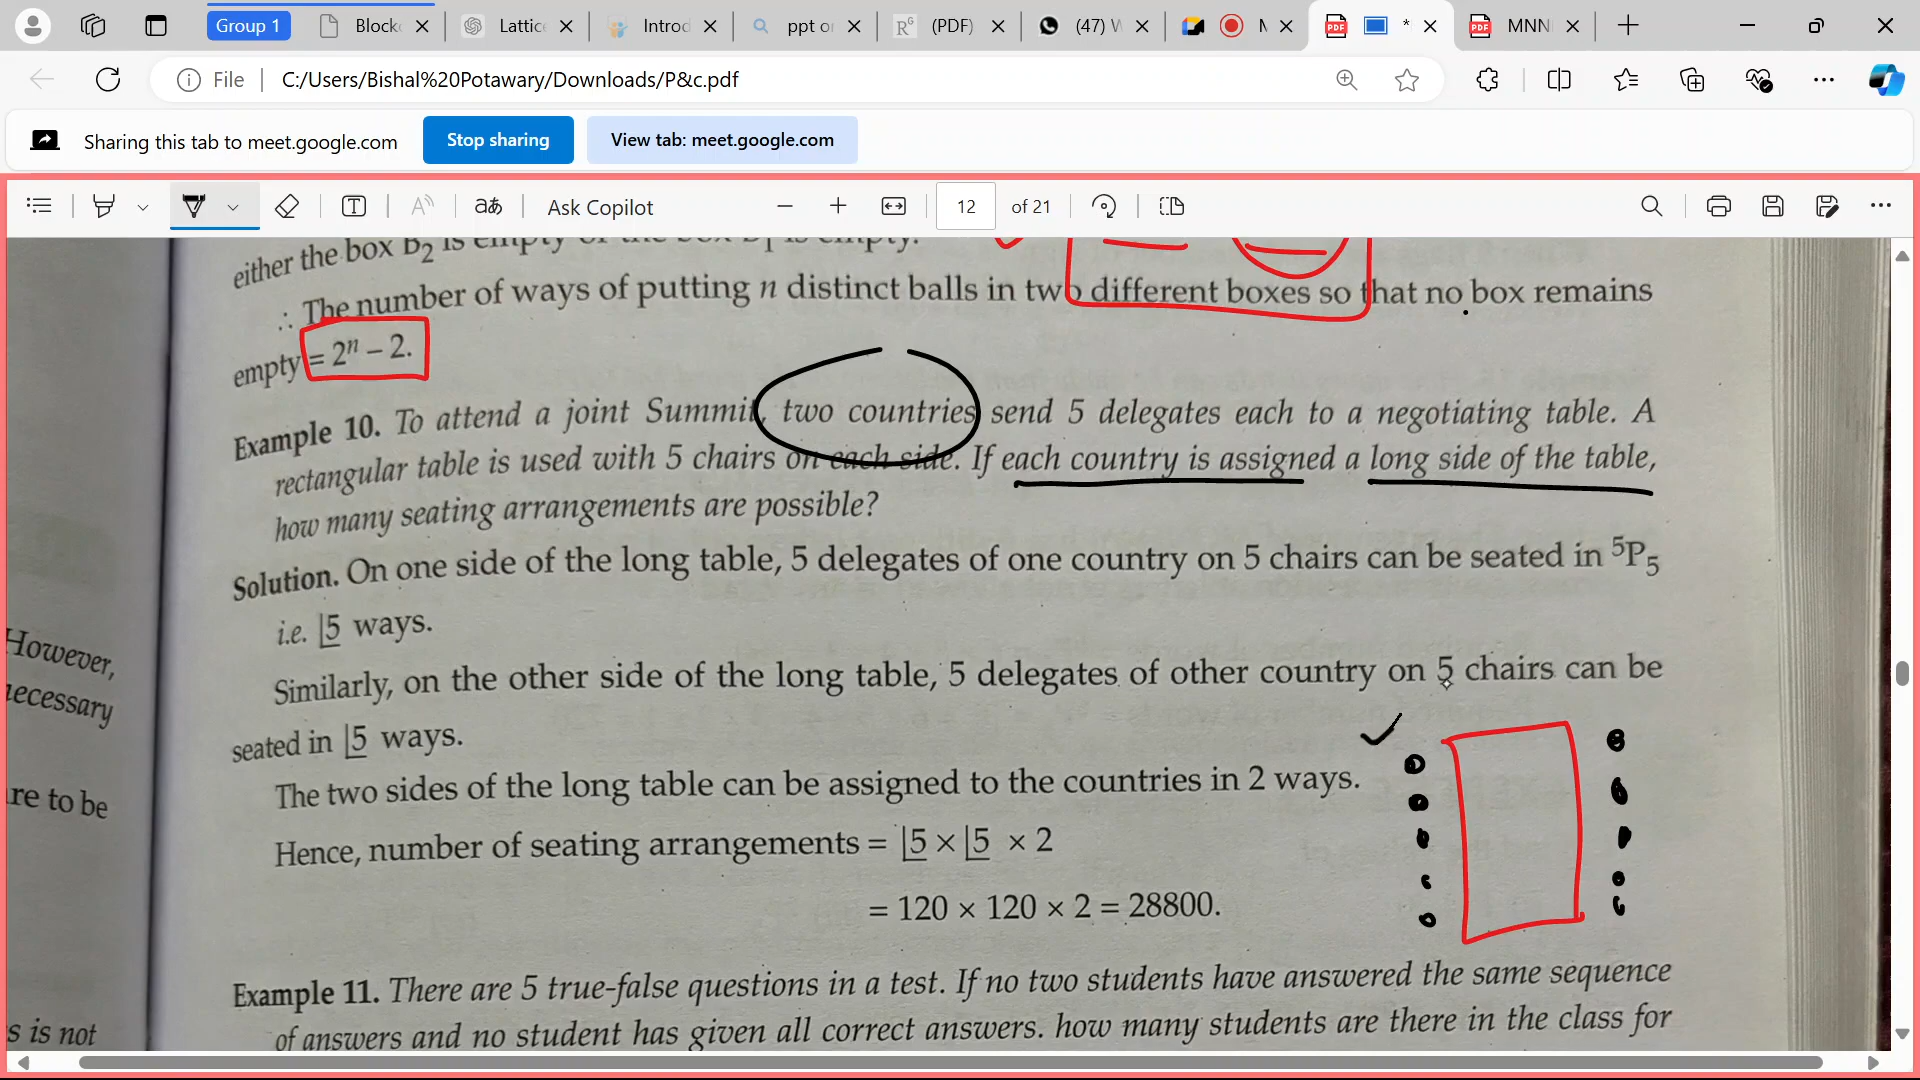 Group 1
Block
Lattice
Introd
ppt or
(PDF)
(47) W
M
*
MNN
File
C:/Users/Bishal%20Potawary/Downloads/P&c.pdf
Sharing this tab to meet.google.com
Stop sharing
View tab: meet.google.com
Ask Copilot
12
of 21
either the box B₂ is empty or the box B₁ is empty.
∴ The number of ways of putting n distinct balls in two different boxes so that no box remains
empty = 2ⁿ – 2.
Example 10. To attend a joint Summit, two countries send 5 delegates each to a negotiating table. A
rectangular table is used with 5 chairs on each side. If each country is assigned a long side of the table,
how many seating arrangements are possible?
Solution. On one side of the long table, 5 delegates of one country on 5 chairs can be seated in ⁵P₅
i.e. ⌊5 ways.
However,
Similarly, on the other side of the long table, 5 delegates of other country on 5 chairs can be
necessary
seated in ⌊5 ways.
The two sides of the long table can be assigned to the countries in 2 ways.
re to be
Hence, number of seating arrangements = ⌊5 × ⌊5 × 2
= 120 × 120 × 2 = 28800.
Example 11. There are 5 true-false questions in a test. If no two students have answered the same sequence
s is not
of answers and no student has given all correct answers. how many students are there in the class for